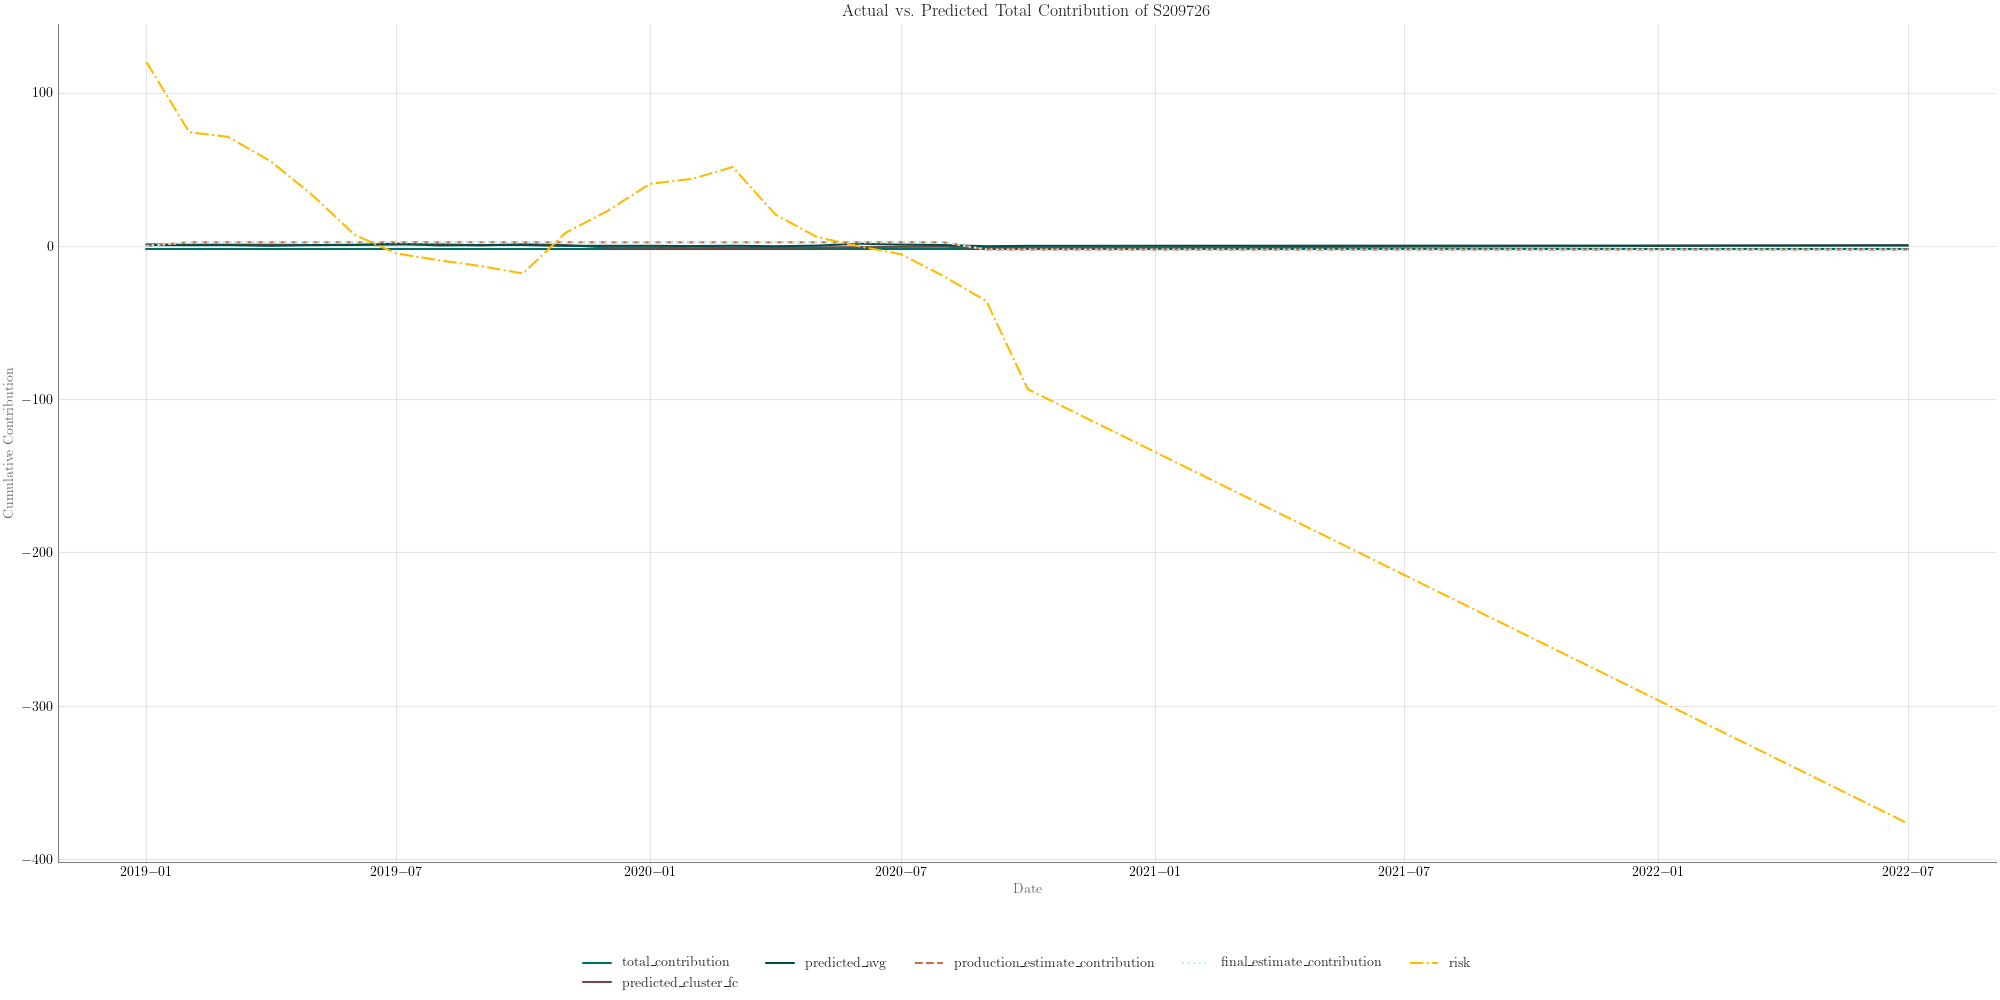 Actual vs. Predicted Total Contribution of S209726
Cumulative Contribution
100
0
−100
−200
−300
−400
2019−01 2019−07 2020−01 2020−07 2021−01 2021−07 2022−01 2022−07
Date
total_contribution predicted_avg production_estimate_contribution final_estimate_contribution risk
predicted_cluster_fc